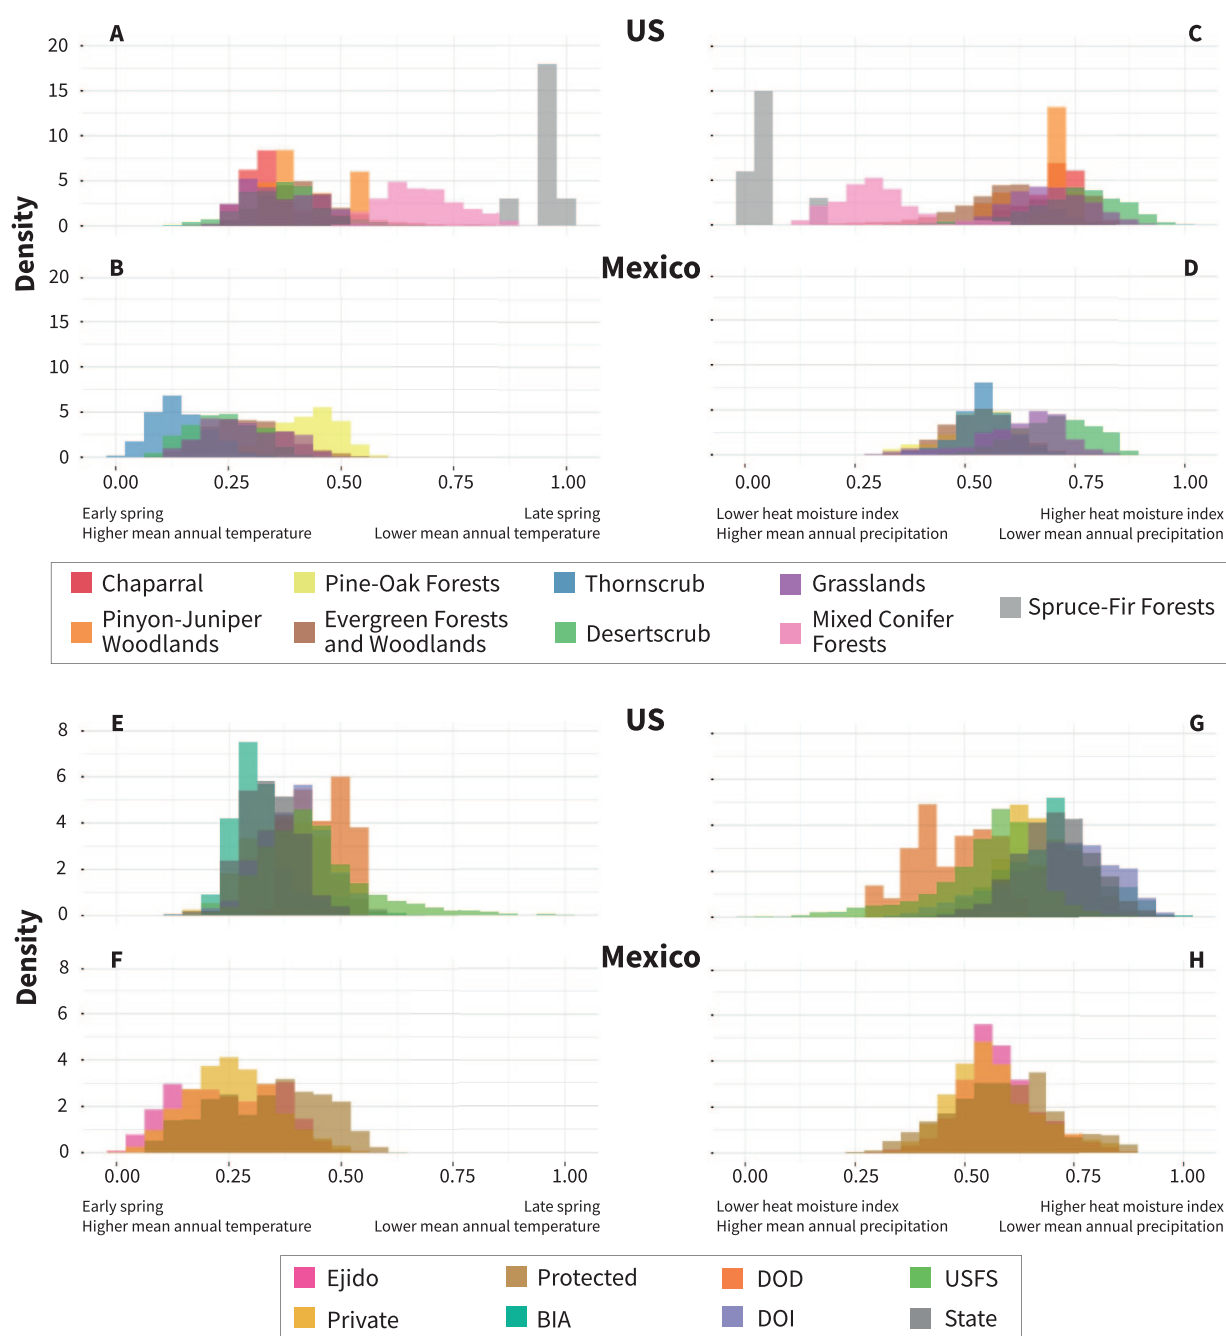 US
A
C
20
15
10
5
0
Density
Mexico
B
D
20
15
10
5
0
0.00 0.25 0.50 0.75 1.00
0.00 0.25 0.50 0.75 1.00
Early spring Late spring
Higher mean annual temperature Lower mean annual temperature
Lower heat moisture index Higher heat moisture index
Higher mean annual precipitation Lower mean annual precipitation
Chaparral
Pinyon-Juniper
Woodlands
Pine-Oak Forests
Evergreen Forests
and Woodlands
Thornscrub
Desertscrub
Grasslands
Mixed Conifer
Forests
Spruce-Fir Forests
US
E
G
8
6
4
2
0
Density
Mexico
F
H
8
6
4
2
0
0.00 0.25 0.50 0.75 1.00
0.00 0.25 0.50 0.75 1.00
Early spring Late spring
Higher mean annual temperature Lower mean annual temperature
Lower heat moisture index Higher heat moisture index
Higher mean annual precipitation Lower mean annual precipitation
Ejido
Private
Protected
BIA
DOD
DOI
USFS
State